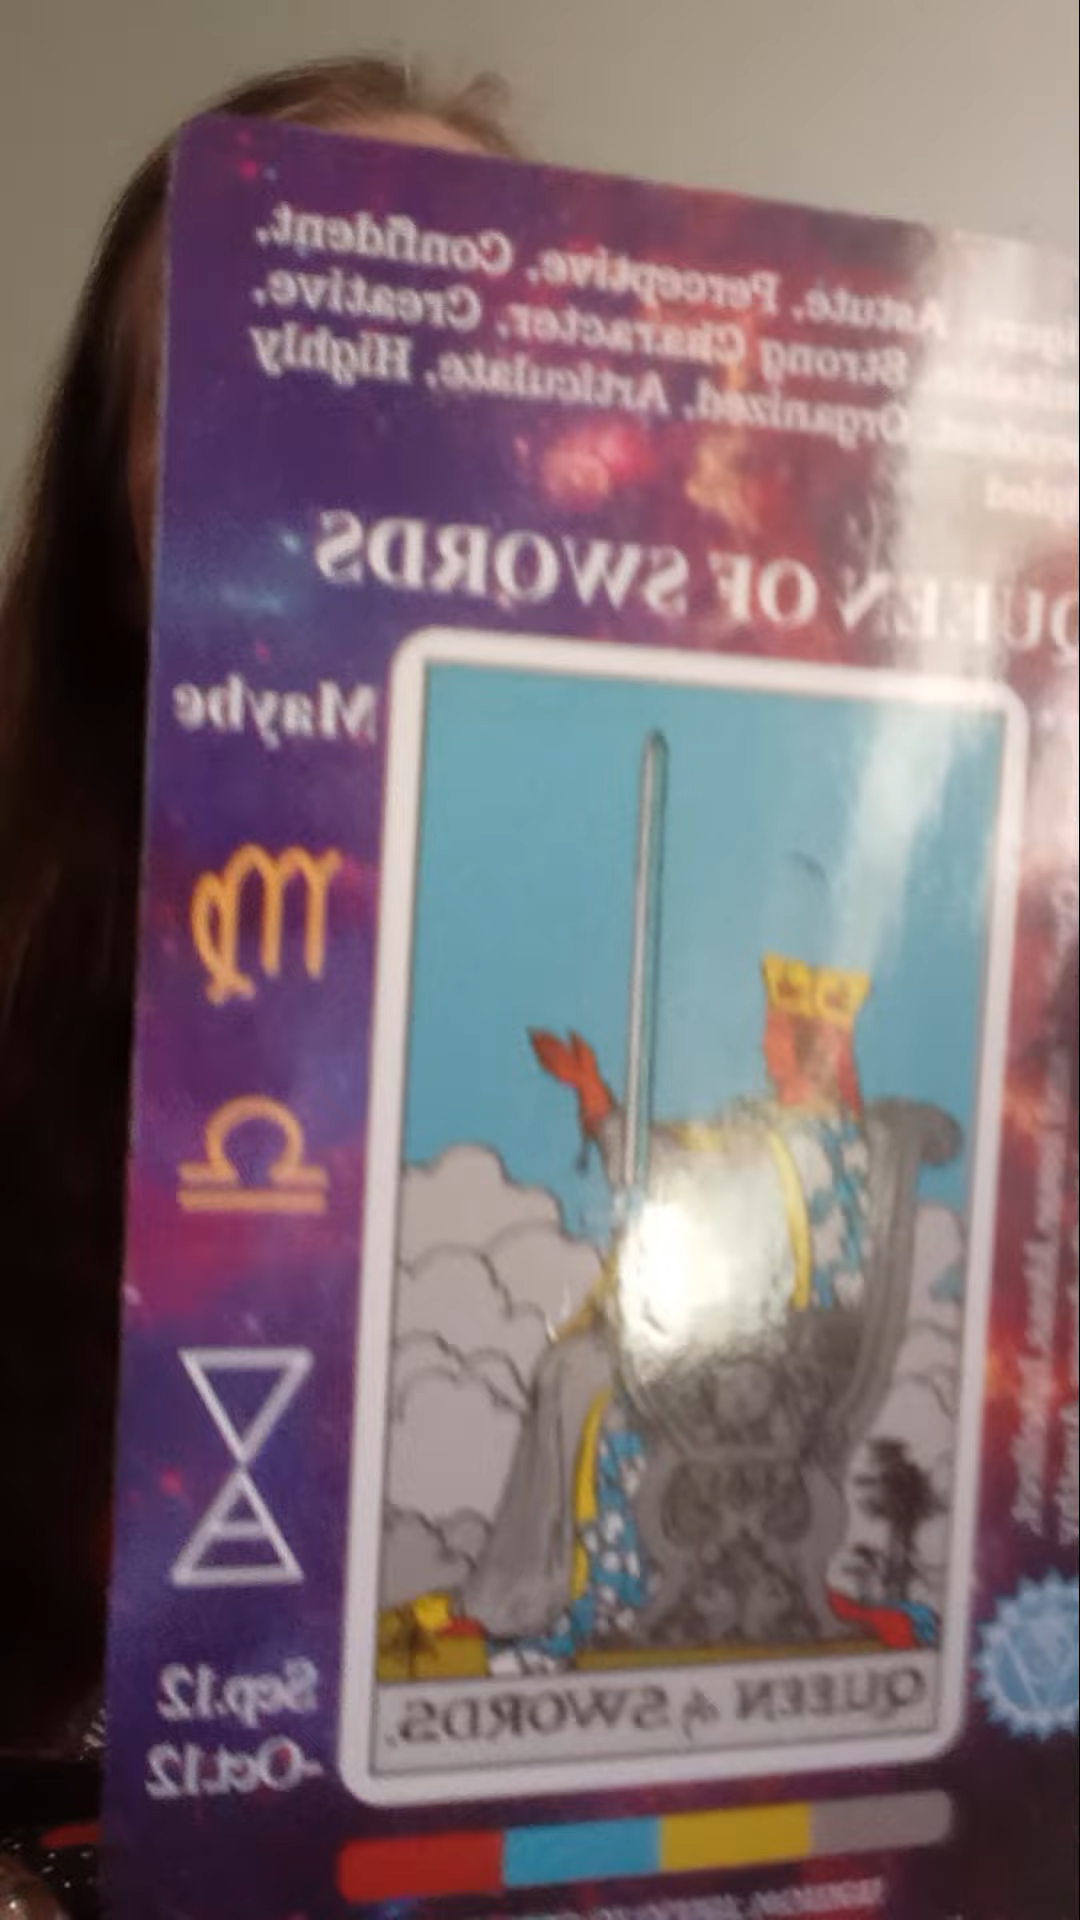 Astute, Perceptive, Confident,
Strong Character, Creative,
Organized, Articulate, Highly
QUEEN OF SWORDS
Maybe
QUEEN of SWORDS.
Sep.12
-Oct.12